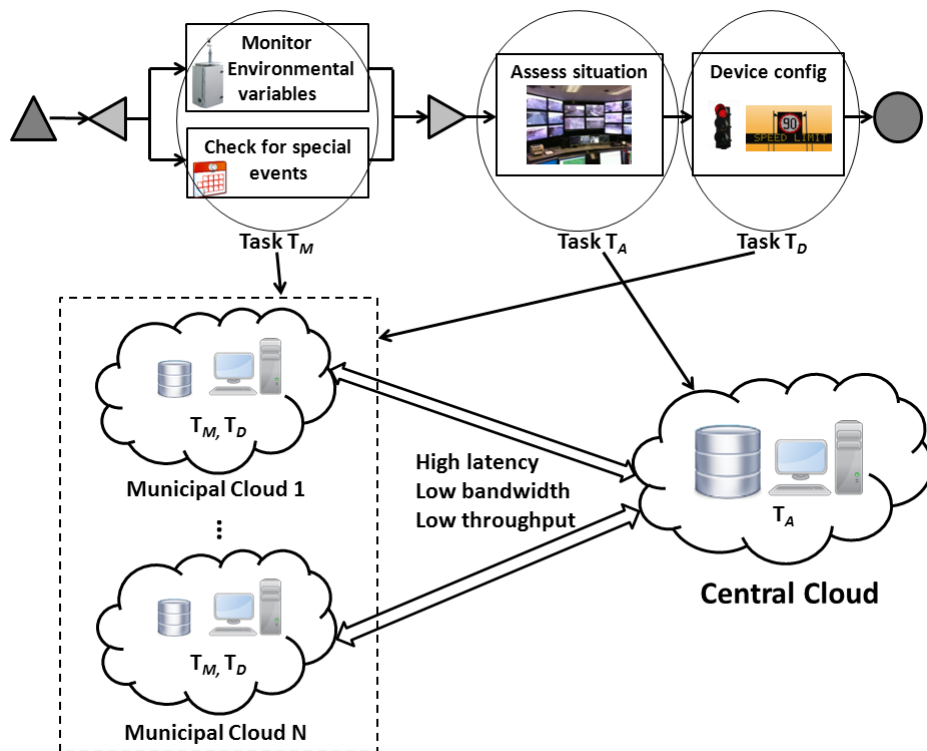 Monitor
Environmental
variables
Check for special
events
Assess situation
Device config
90
SPEED LIMIT
Task TM
Task TA
Task TD
TM, TD
Municipal Cloud 1
High latency
Low bandwidth
Low throughput
TA
Central Cloud
⋮
TM, TD
Municipal Cloud N